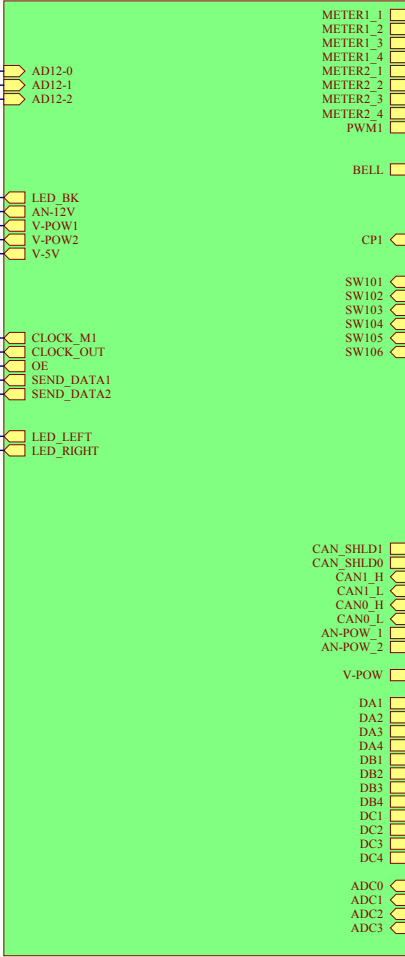 AD12-0
AD12-1
AD12-2
LED_BK
AN-12V
V-POW1
V-POW2
V-5V
CLOCK_M1
CLOCK_OUT
OE
SEND_DATA1
SEND_DATA2
LED_LEFT
LED_RIGHT
METER1_1
METER1_2
METER1_3
METER1_4
METER2_1
METER2_2
METER2_3
METER2_4
PWM1
BELL
CP1
SW101
SW102
SW103
SW104
SW105
SW106
CAN_SHLD1
CAN_SHLD0
CAN1_H
CAN1_L
CAN0_H
CAN0_L
AN-POW_1
AN-POW_2
V-POW
DA1
DA2
DA3
DA4
DB1
DB2
DB3
DB4
DC1
DC2
DC3
DC4
ADC0
ADC1
ADC2
ADC3